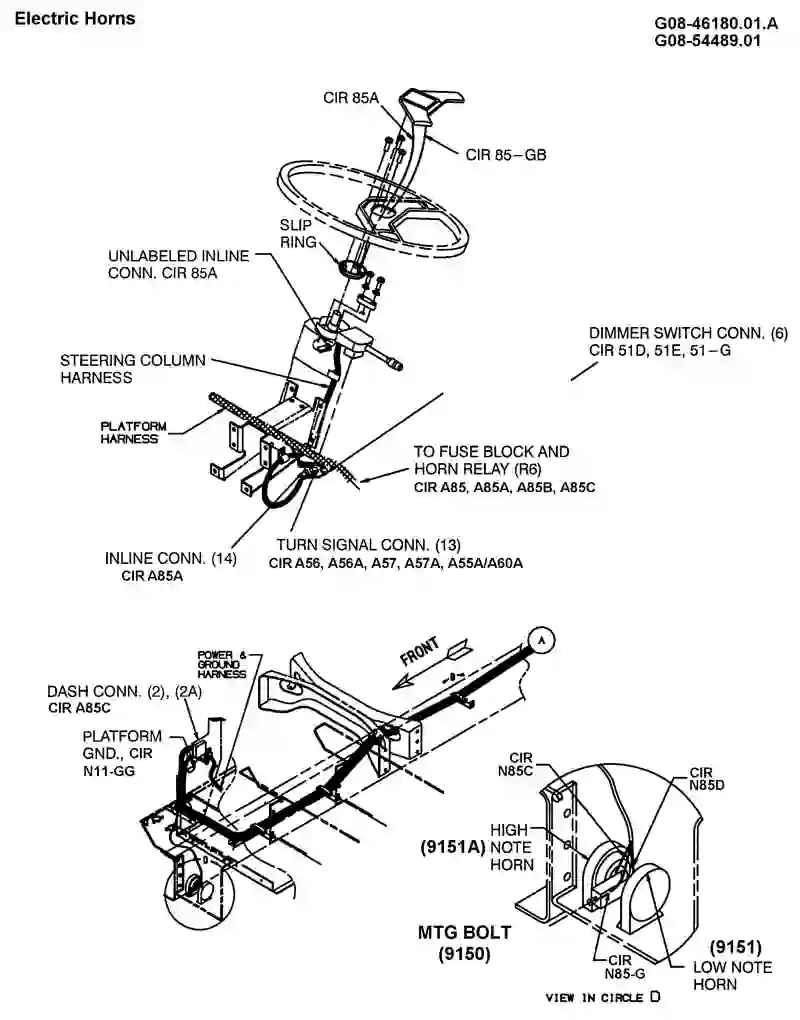 Electric Horns
G08-46180.01.A
G08-54489.01
CIR 85A
CIR 85-GB
SLIP
RING
UNLABELED INLINE
CONN. CIR 85A
DIMMER SWITCH CONN. (6)
CIR 51D, 51E, 51-G
STEERING COLUMN
HARNESS
PLATFORM
HARNESS
TO FUSE BLOCK AND
HORN RELAY (R6)
CIR A85, A85A, A85B, A85C
INLINE CONN. (14)
CIR A85A
TURN SIGNAL CONN. (13)
CIR A56, A56A, A57, A57A, A55A/A60A
POWER &
GROUND
HARNESS
FRONT
A
DASH CONN. (2), (2A)
CIR A85C
PLATFORM
GND., CIR
N11-GG
D
CIR
N85C
CIR
N85D
(9151A)
HIGH
NOTE
HORN
MTG BOLT
(9150)
(9151)
LOW NOTE
HORN
CIR
N85-G
VIEW IN CIRCLE D